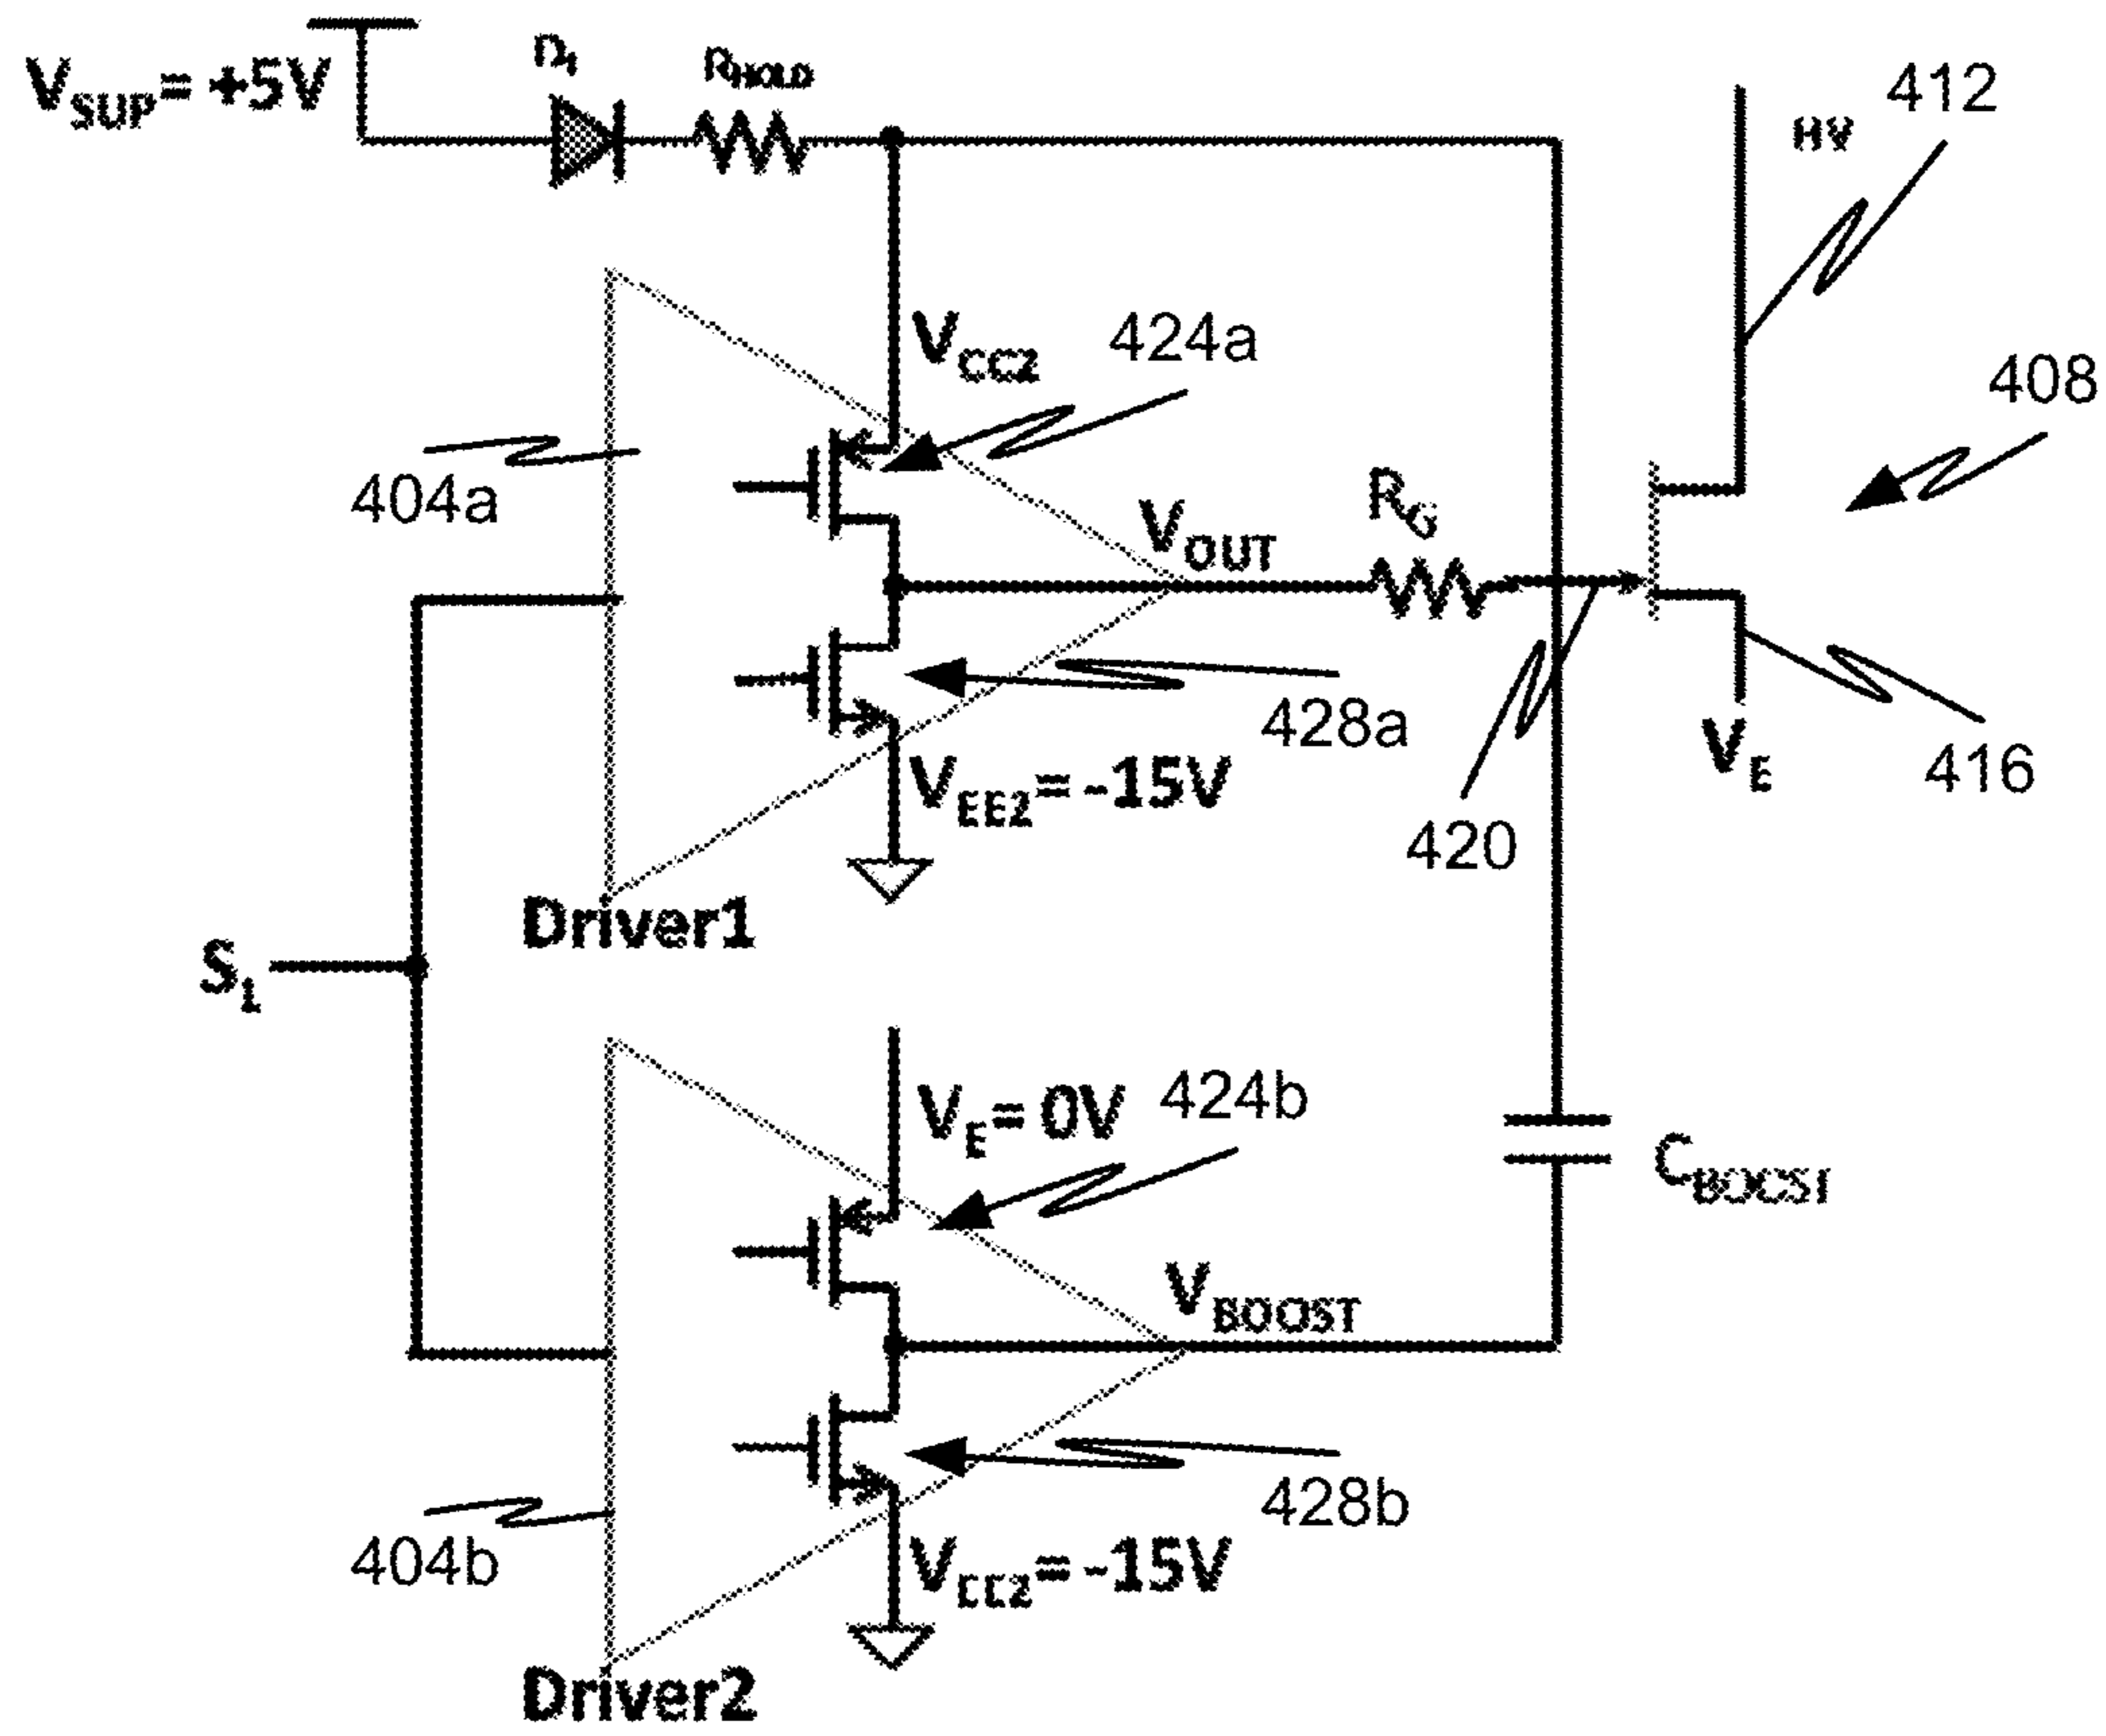 VSUP= +5V
D1
RHOLD
HV
412
VCC2
424a
408
404a
VOUT
RG
428a
VE
416
VEE2= -15V
420
Driver1
S1
VE= 0V
424b
CBOOST
VBOOST
428b
404b
VEE2= -15V
Driver2